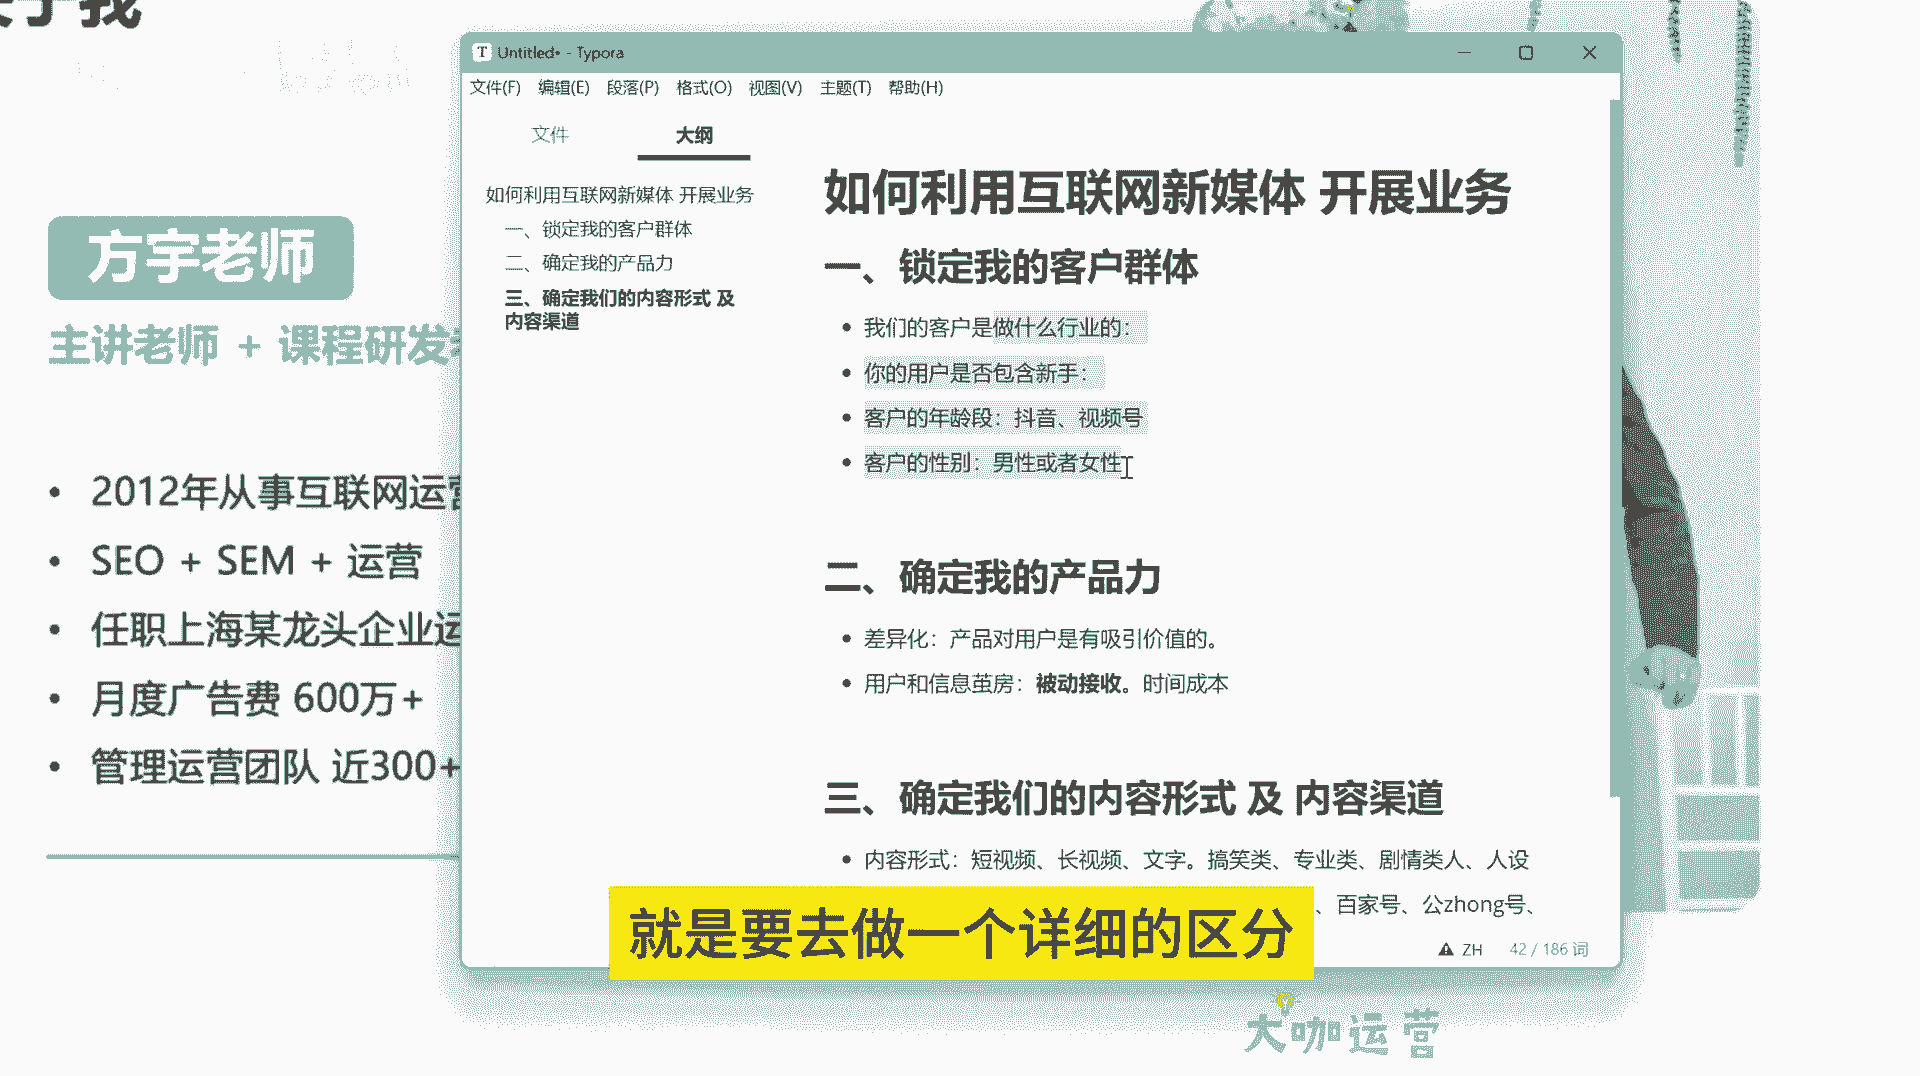 方宇老师
主讲老师 + 课程研发
2012年从事互联网运营
SEO + SEM + 运营
任职上海某龙头企业运
月度广告费 600万+
管理运营团队 近300+
Untitled• - Typora
文件(F) 编辑(E) 段落(P) 格式(O) 视图(V) 主题(T) 帮助(H)
文件 大纲
如何利用互联网新媒体 开展业务
一、锁定我的客户群体
二、确定我的产品力
三、确定我们的内容形式 及
内容渠道
如何利用互联网新媒体 开展业务
一、锁定我的客户群体
我们的客户是做什么行业的：
你的用户是否包含新手：
客户的年龄段：抖音、视频号
客户的性别：男性或者女性
二、确定我的产品力
差异化：产品对用户是有吸引价值的。
用户和信息茧房：被动接收。时间成本
三、确定我们的内容形式 及 内容渠道
内容形式：短视频、长视频、文字。搞笑类、专业类、剧情类人、人设
、百家号、公zhong号、
ZH 42 / 186 词
就是要去做一个详细的区分
大咖运营